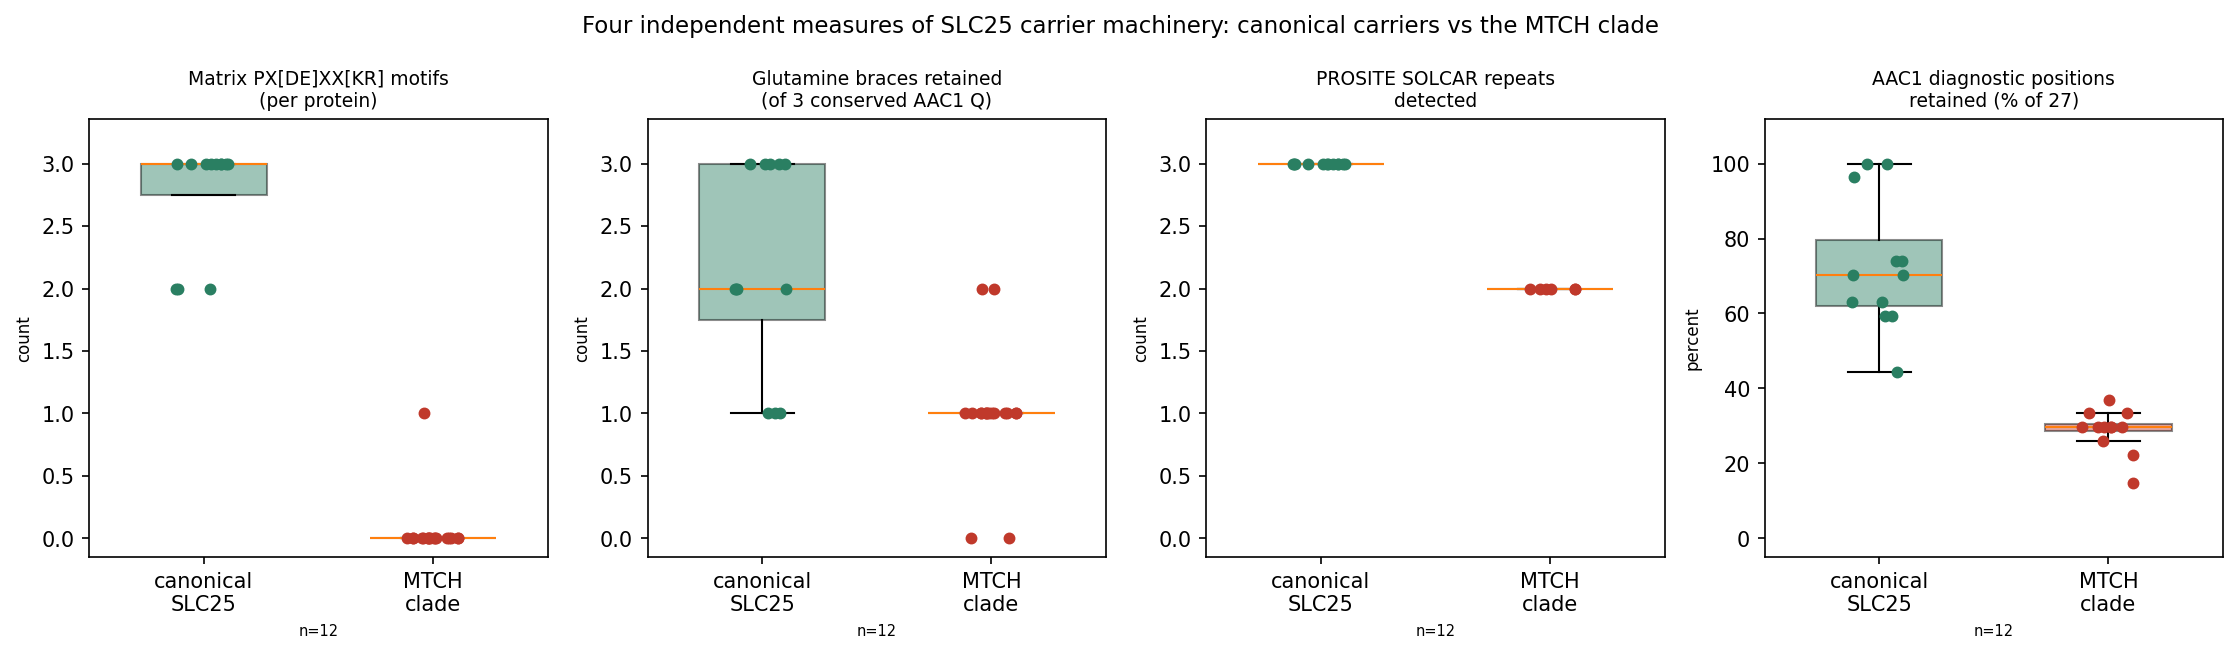 Four independent measures of SLC25 carrier machinery: canonical carriers vs the MTCH clade
Matrix PX[DE]XX[KR] motifs
(per protein)
count
3.0
2.5
2.0
1.5
1.0
0.5
0.0
canonical
SLC25
MTCH
clade
n=12
Glutamine braces retained
(of 3 conserved AAC1 Q)
count
3.0
2.5
2.0
1.5
1.0
0.5
0.0
canonical
SLC25
MTCH
clade
n=12
PROSITE SOLCAR repeats
detected
count
3.0
2.5
2.0
1.5
1.0
0.5
0.0
canonical
SLC25
MTCH
clade
n=12
AAC1 diagnostic positions
retained (% of 27)
percent
100
80
60
40
20
0
canonical
SLC25
MTCH
clade
n=12